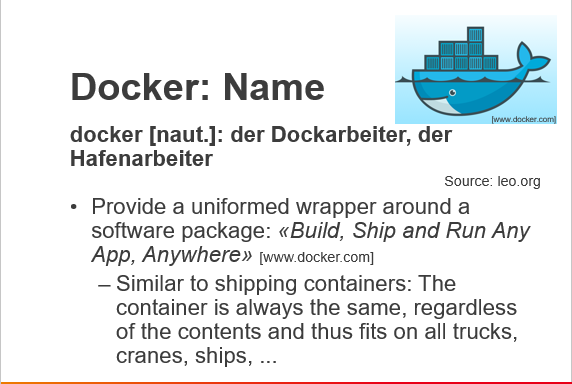 [www.docker.com]
Docker: Name
docker [naut.]: der Dockarbeiter, der
Hafenarbeiter
Source: leo.org
• Provide a uniformed wrapper around a
software package: «Build, Ship and Run Any
App, Anywhere» [www.docker.com]
– Similar to shipping containers: The
container is always the same, regardless
of the contents and thus fits on all trucks,
cranes, ships, ...